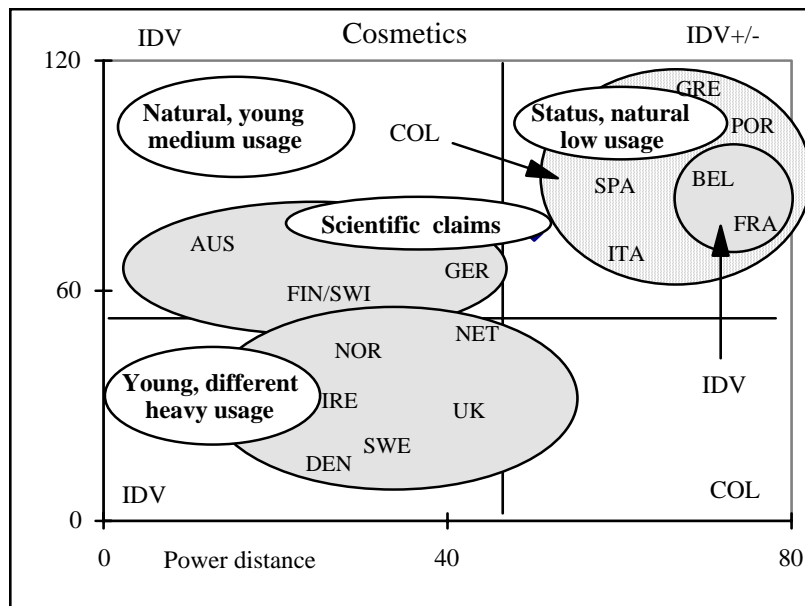 IDV Cosmetics IDV+/-
120
GRE
Natural, young
medium usage
Status, natural
low usage
POR
COL
SPA
BEL
Scientific claims
FRA
AUS
ITA
GER
60
FIN/SWI
NET
NOR
Young, different
heavy usage
IRE
UK
IDV
SWE
DEN
IDV
COL
0
0
Power distance
40
80